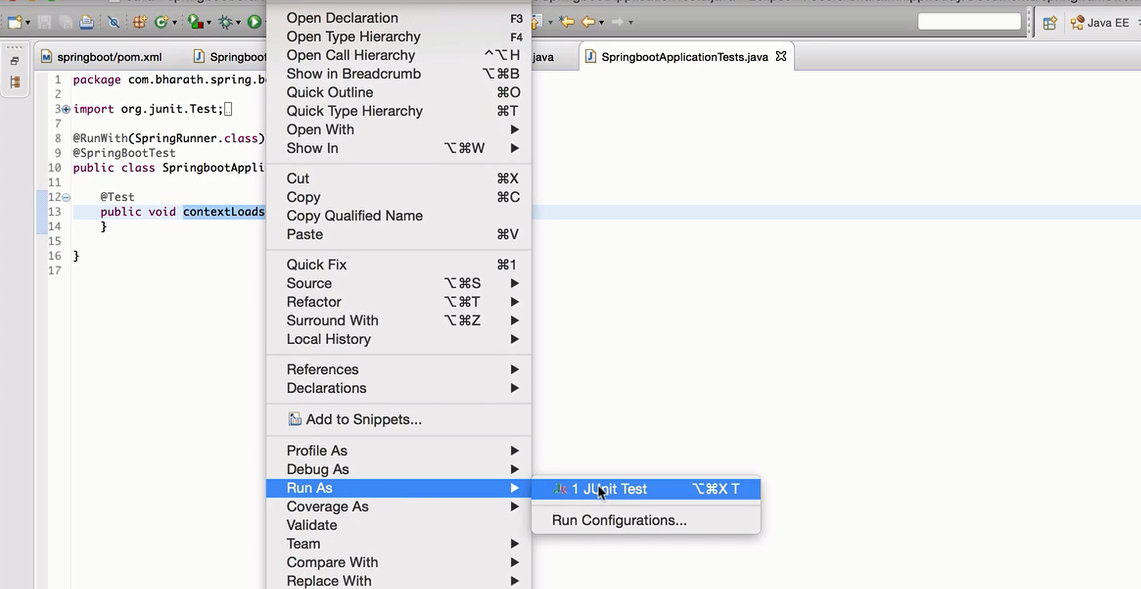 Java EE
springboot/pom.xml
Springboo
java
SpringbootApplicationTests.java
1 package com.bharath.spring.b
2
3 import org.junit.Test;
7
8 @RunWith(SpringRunner.class)
9 @SpringBootTest
10 public class SpringbootAppli
11
12 @Test
13 public void contextLoads
14 }
15
16 }
17
Open Declaration F3
Open Type Hierarchy F4
Open Call Hierarchy ^⌥H
Show in Breadcrumb ⌥⌘B
Quick Outline ⌘O
Quick Type Hierarchy ⌘T
Open With
Show In ⌥⌘W
Cut ⌘X
Copy ⌘C
Copy Qualified Name
Paste ⌘V
Quick Fix ⌘1
Source ⌥⌘S
Refactor ⌥⌘T
Surround With ⌥⌘Z
Local History
References
Declarations
Add to Snippets...
Profile As
Debug As
Run As
Coverage As
Validate
Team
Compare With
Replace With
1 JUnit Test ⌥⌘X T
Run Configurations...